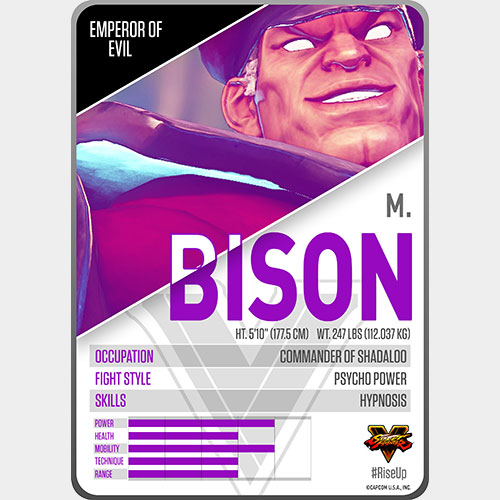 EMPEROR OF
EVIL
M.
BISON
HT. 5'10" (177.5 CM) WT. 247 LBS (112.037 KG)
OCCUPATION COMMANDER OF SHADALOO
FIGHT STYLE PSYCHO POWER
SKILLS HYPNOSIS
POWER
HEALTH
MOBILITY
TECHNIQUE
RANGE
V
STREET FIGHTER
#RiseUp
©CAPCOM U.S.A., INC.